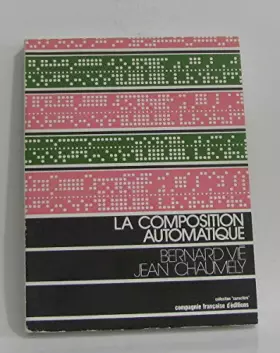 LA COMPOSITION
AUTOMATIQUE
BERNARD VIE
JEAN CHAUMELY
collection "caractère"
compagnie française d'éditions